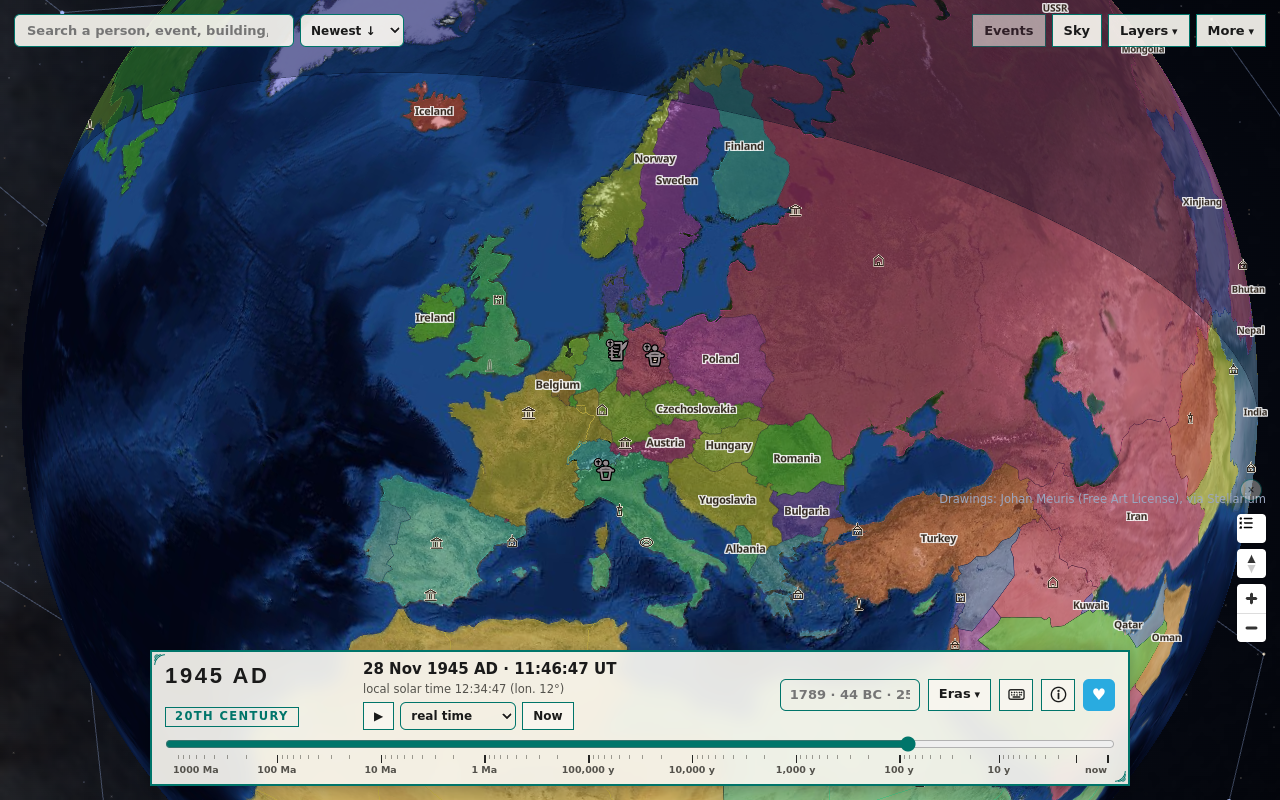 Search a person, event, building,
Newest ↓
Events
Sky
Layers ▾
More ▾
USSR
Mongolia
Iceland
Finland
Norway
Sweden
Xinjiang
Bhutan
Ireland
Nepal
Poland
Belgium
Czechoslovakia
India
Austria
Hungary
Romania
Yugoslavia
Bulgaria
Drawings: Johan Meuris (Free Art License), via Stellarium
Iran
Turkey
Albania
Kuwait
Qatar
Oman
1945 AD
20TH CENTURY
28 Nov 1945 AD · 11:46:47 UT
local solar time 12:34:47 (lon. 12°)
▶
real time
Now
1789 · 44 BC · 25
Eras ▾
1000 Ma
100 Ma
10 Ma
1 Ma
100,000 y
10,000 y
1,000 y
100 y
10 y
now